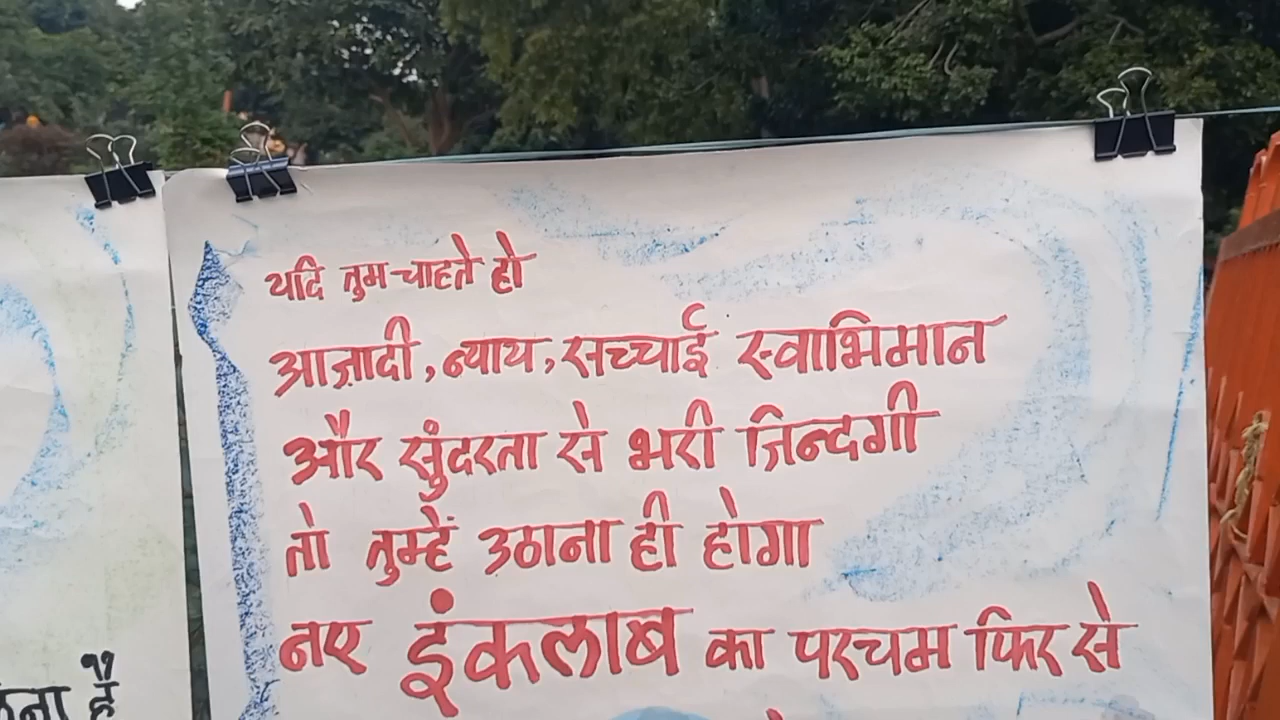 यदि तुम चाहते हो
आज़ादी, न्याय, सच्चाई स्वाभिमान
और सुंदरता से भरी ज़िन्दगी
तो तुम्हें उठाना ही होगा
नए इंकलाब का परचम फिर से
है"